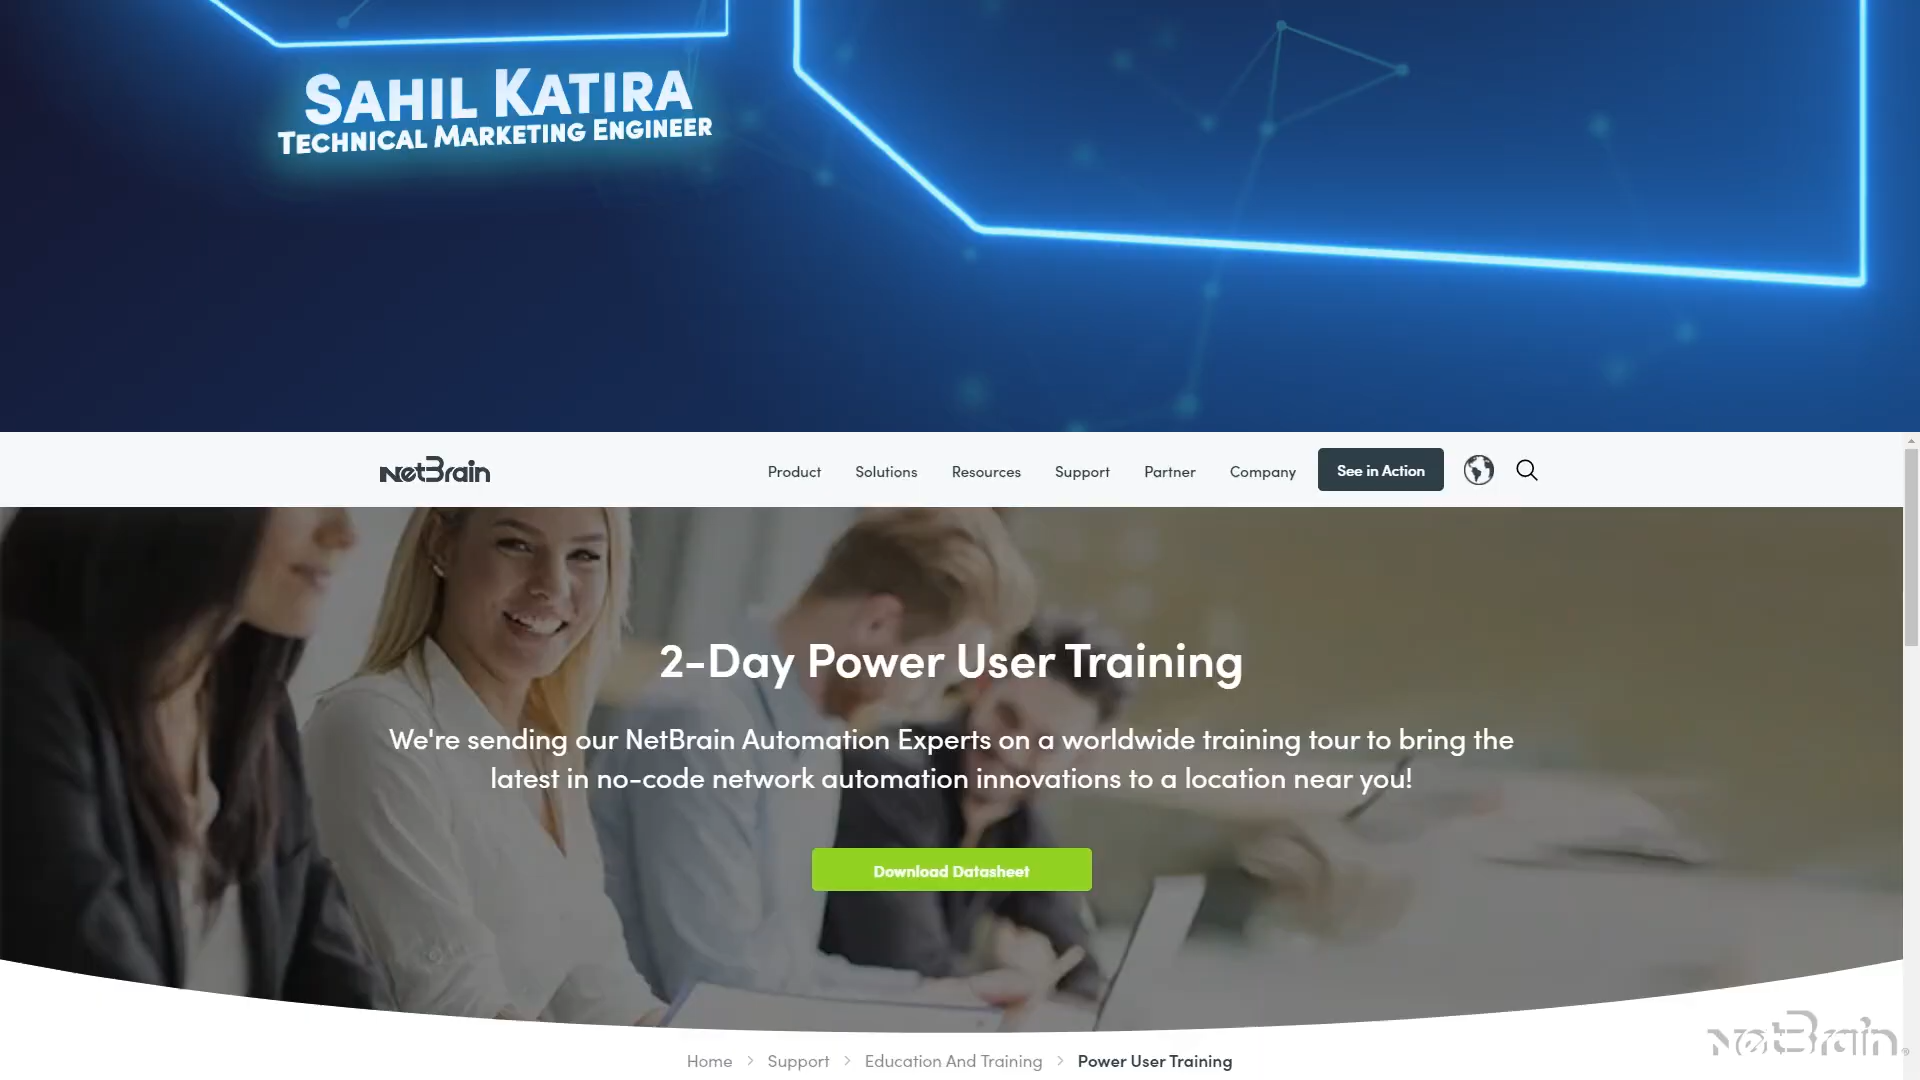 SAHIL KATIRA
TECHNICAL MARKETING ENGINEER
NetBrain
Product Solutions Resources Support Partner Company See in Action
2-Day Power User Training
We're sending our NetBrain Automation Experts on a worldwide training tour to bring the
latest in no-code network automation innovations to a location near you!
Download Datasheet
Home > Support > Education And Training > Power User Training
NetBrain®